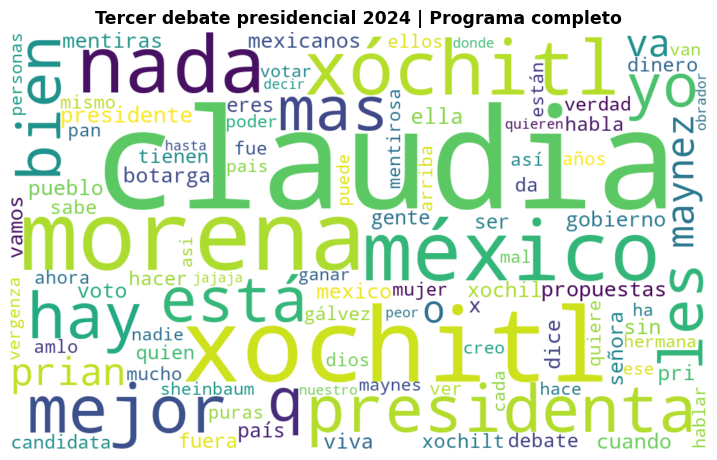 Tercer debate presidencial 2024 | Programa completo
personas
mentiras
nada
mexicanos
ellos
donde
va
van
bien
votar
decir
xóchitl
dinero
mismo
presidente
eres
mas
están
verdad
yo
obrador
pan
hasta
tienen
poder
fue
pais
claudia
puede
mentirosa
ella
arriba
quieren
habla
así
años
botarga
da
maynez
pueblo
sabe
vamos
morena
asi
gente
ser
gobierno
méxico
mal
les
ahora
hacer
jajaja
ganar
mexico
mujer
xochil
propuestas
vergenza
hay
voto
está
gálvez
peor
o
x
ha
sin
amlo
nadie
quien
xochitl
dios
creo
dice
quiere
señora
hermana
prian
mucho
sheinbaum
q
nuestro
maynes
ver
cada
hace
ese
pri
mejor
puras
presidenta
hablar
candidata
fuera
país
viva
xochilt
debate
cuando